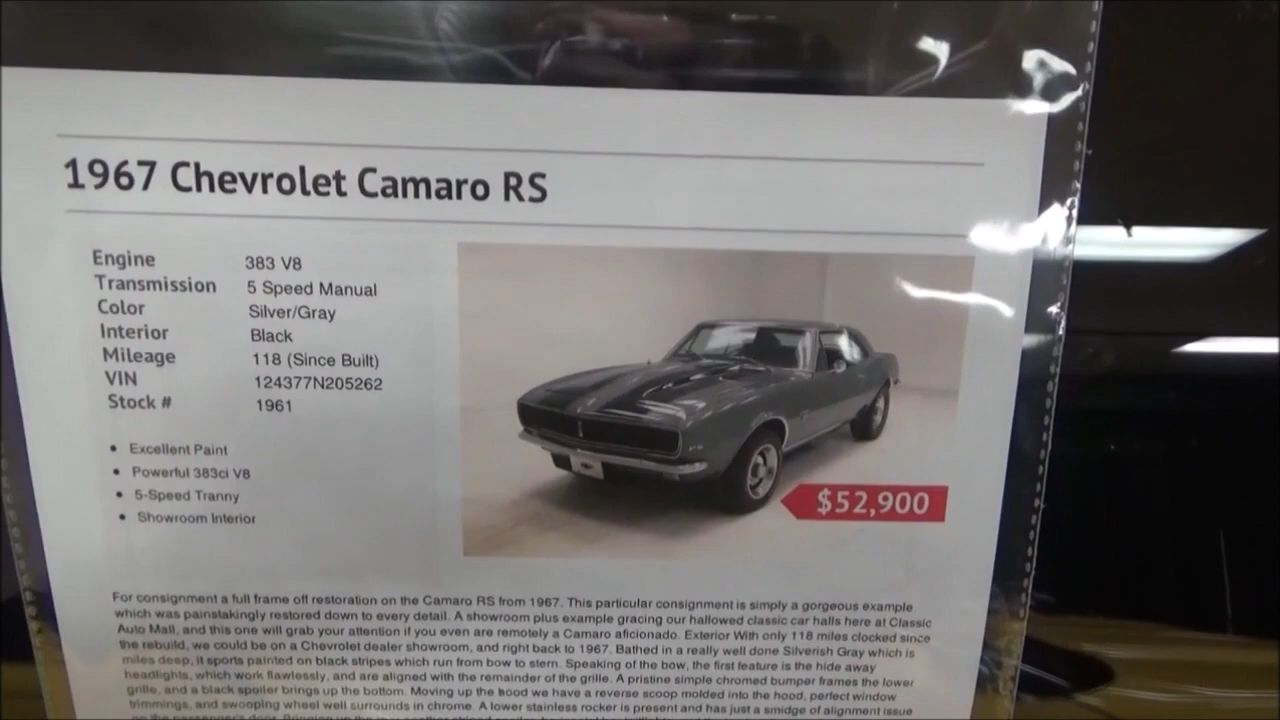 1967 Chevrolet Camaro RS
Engine 383 V8
Transmission 5 Speed Manual
Color Silver/Gray
Interior Black
Mileage 118 (Since Built)
VIN 124377N205262
Stock # 1961
• Excellent Paint
• Powerful 383ci V8
• 5-Speed Tranny
• Showroom Interior
$52,900
For consignment a full frame off restoration on the Camaro RS from 1967. This particular consignment is simply a gorgeous example
which was painstakingly restored down to every detail. A showroom plus example gracing our hallowed classic car halls here at Classic
Auto Mall, and this one will grab your attention if you even are remotely a Camaro aficionado. Exterior With only 118 miles clocked since
the rebuild, we could be on a Chevrolet dealer showroom, and right back to 1967. Bathed in a really well done Silverish Gray which is
miles deep, it sports painted on black stripes which run from bow to stern. Speaking of the bow, the first feature is the hide away
headlights, which work flawlessly, and are aligned with the remainder of the grille. A pristine simple chromed bumper frames the lower
grille, and a black spoiler brings up the bottom. Moving up the hood we have a reverse scoop molded into the hood, perfect window
trimmings, and swooping wheel well surrounds in chrome. A lower stainless rocker is present and has just a smidge of alignment issue
on the passenger's door.